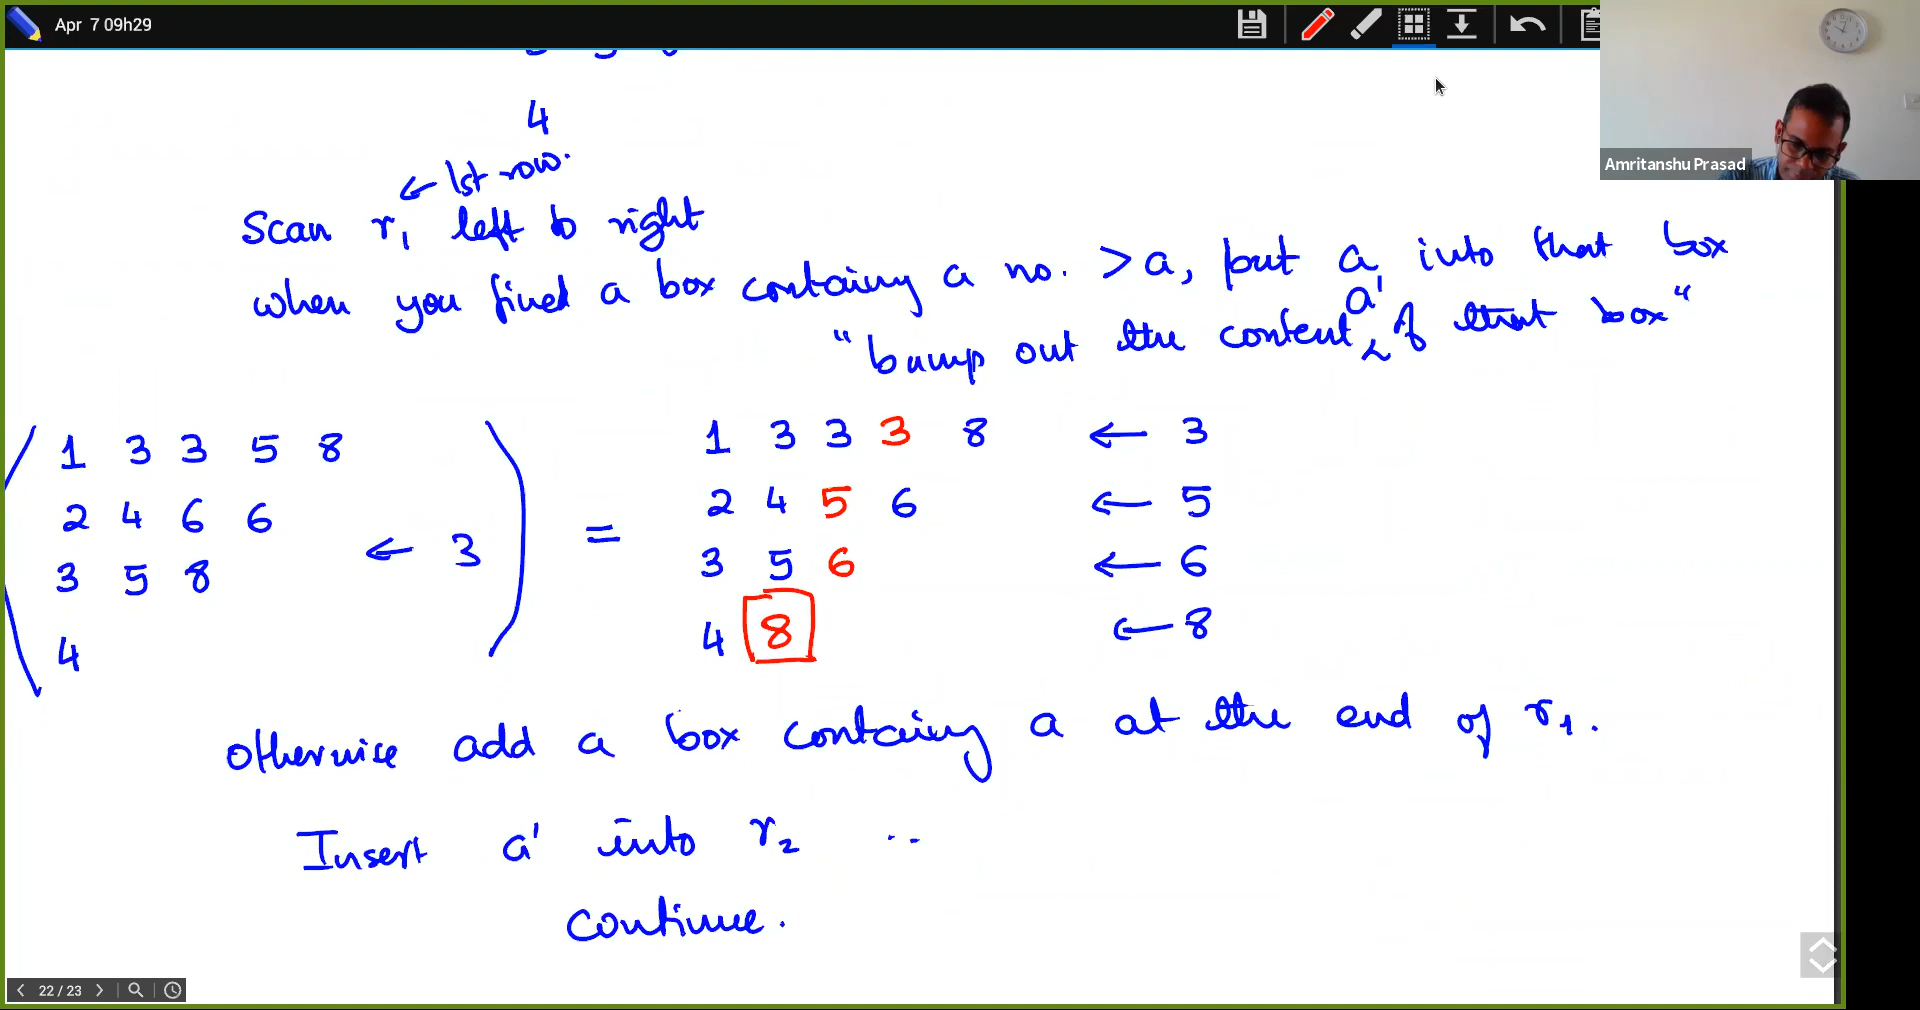 Apr 7 09h29
Amritanshu Prasad
4
← 1st row.
Scan r₁ left to right
when you find a box containing a no. > a, put a, into that box
"bump out the content a' of that box"
1 3 3 5 8
2 4 6 6
3 5 8
4
← 3
=
1 3 3 3 8 ← 3
2 4 5 6 ← 5
3 5 6 ← 6
4 8 ← 8
Otherwise add a box containing a at the end of r₁.
Insert a' into r₂ ..
Continue.
22 / 23